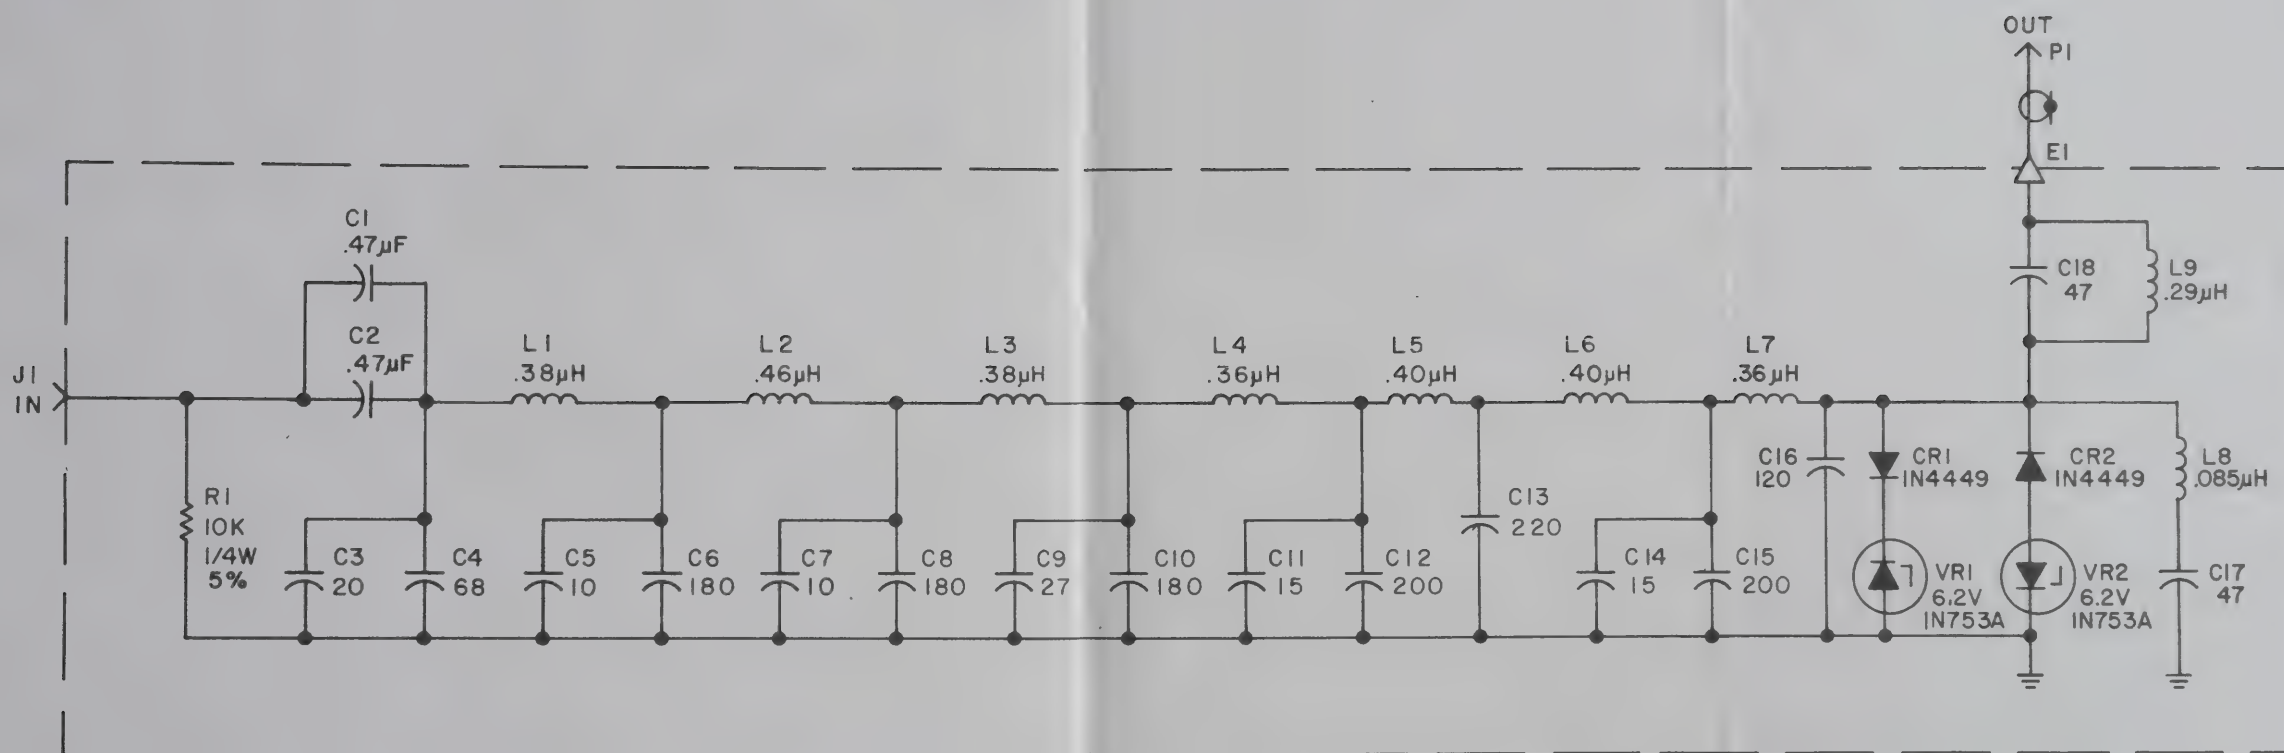 OUT
P1
E1
C1
.47µF
C2
.47µF
J1
IN
L1
.38µH
L2
.46µH
L3
.38µH
L4
.36µH
L5
.40µH
L6
.40µH
L7
.36µH
C18
47
L9
.29µH
R1
10K
1/4W
5%
C3
20
C4
68
C5
10
C6
180
C7
10
C8
180
C9
27
C10
180
C11
15
C12
200
C13
220
C14
15
C15
200
C16
120
CR1
1N4449
CR2
1N4449
L8
.085µH
VR1
6.2V
1N753A
VR2
6.2V
1N753A
C17
47